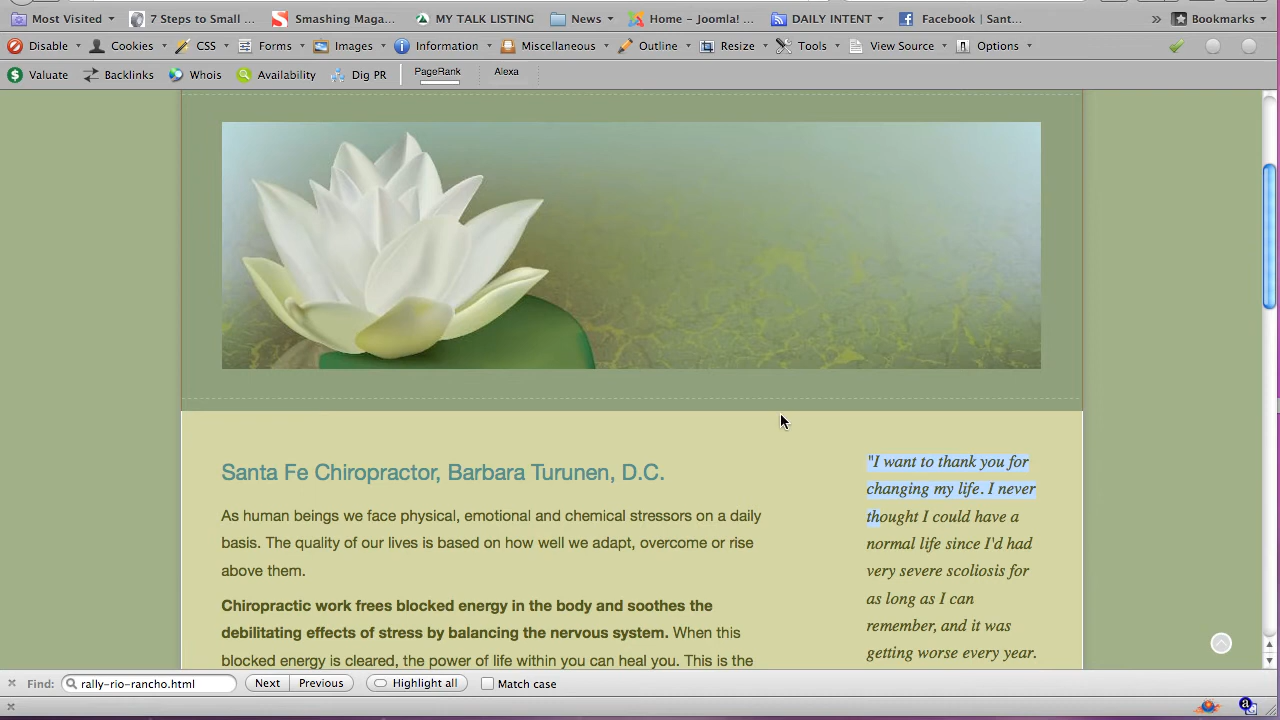 Most Visited 7 Steps to Small ... Smashing Maga... MY TALK LISTING News Home – Joomla! ... DAILY INTENT Facebook | Sant... » Bookmarks
Disable Cookies CSS Forms Images Information Miscellaneous Outline Resize Tools View Source Options
Valuate Backlinks Whois Availability Dig PR PageRank Alexa
Santa Fe Chiropractor, Barbara Turunen, D.C.
As human beings we face physical, emotional and chemical stressors on a daily
basis. The quality of our lives is based on how well we adapt, overcome or rise
above them.
Chiropractic work frees blocked energy in the body and soothes the
debilitating effects of stress by balancing the nervous system. When this
blocked energy is cleared, the power of life within you can heal you. This is the
"I want to thank you for
changing my life. I never
thought I could have a
normal life since I'd had
very severe scoliosis for
as long as I can
remember, and it was
getting worse every year.
Find: rally-rio-rancho.html Next Previous Highlight all Match case